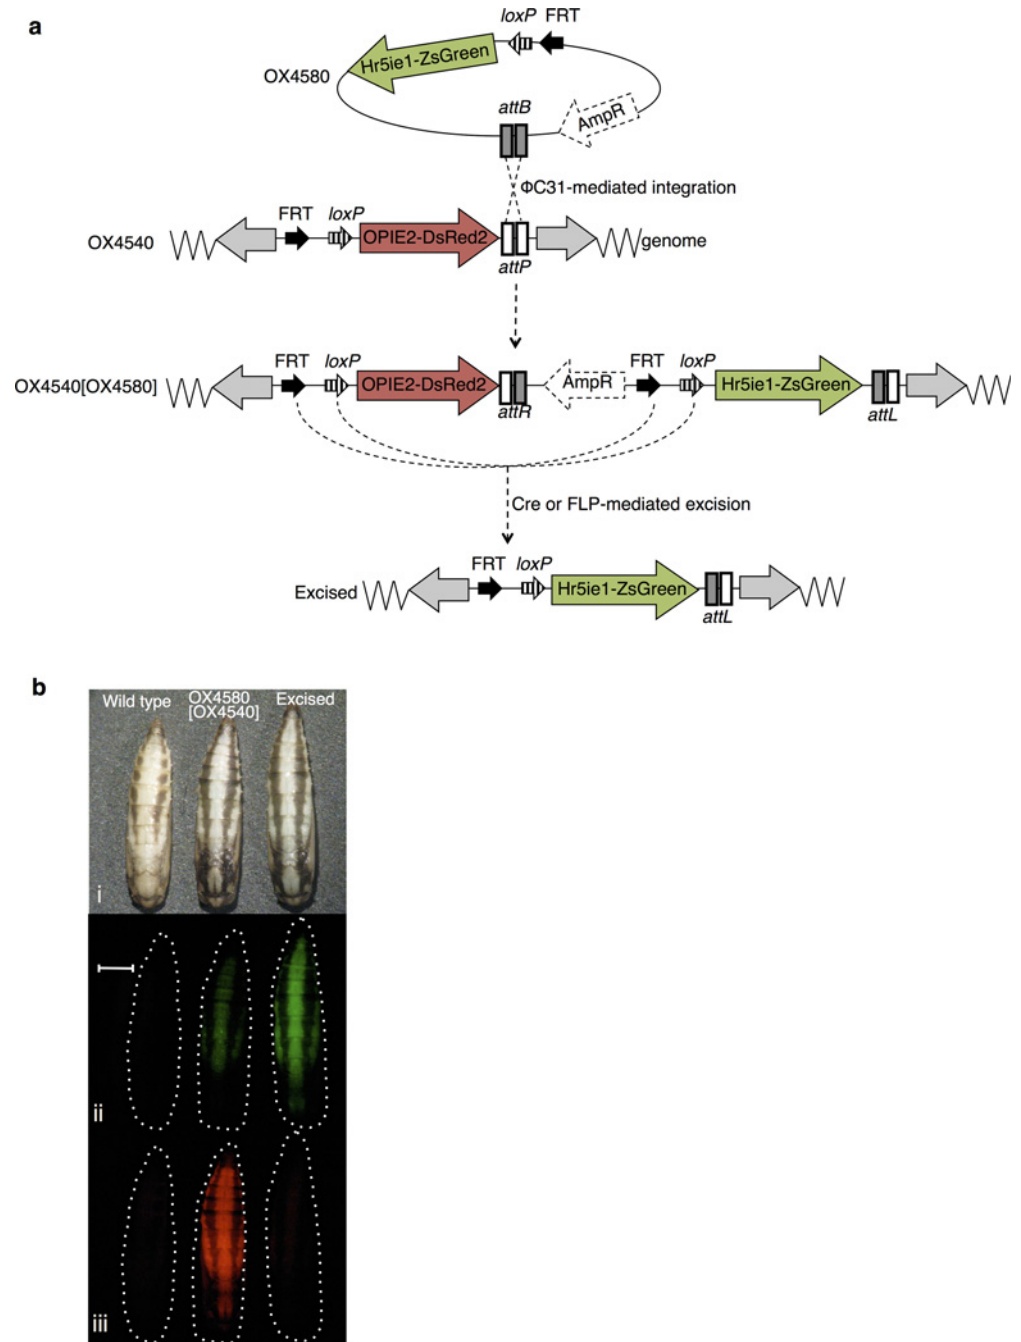 a
loxP FRT
Hr5ie1-ZsGreen
OX4580
attB
AmpR
ΦC31-mediated integration
FRT loxP
OX4540
OPIE2-DsRed2
genome
attP
FRT loxP
FRT loxP
OX4540[OX4580]
OPIE2-DsRed2
AmpR
Hr5ie1-ZsGreen
attR
attL
Cre or FLP-mediated excision
FRT loxP
Excised
Hr5ie1-ZsGreen
attL
b
Wild type
OX4580
[OX4540]
Excised
i
ii
iii